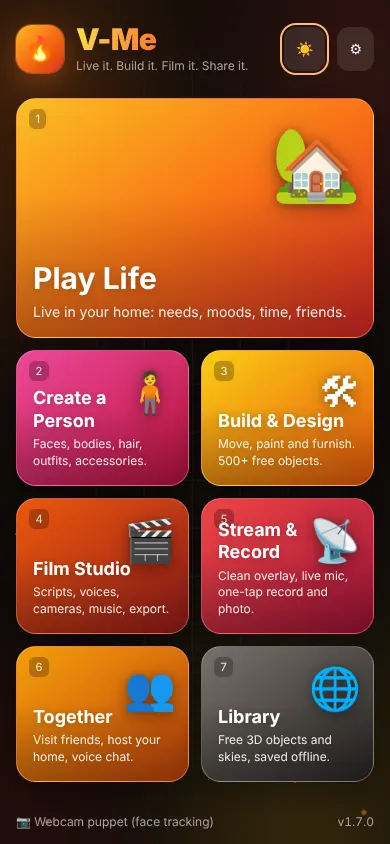 V-Me
Live it. Build it. Film it. Share it.
1
Play Life
Live in your home: needs, moods, time, friends.
2
Create a
Person
Faces, bodies, hair,
outfits, accessories.
3
Build & Design
Move, paint and furnish.
500+ free objects.
4
Film Studio
Scripts, voices,
cameras, music, export.
5
Stream &
Record
Clean overlay, live mic,
one-tap record and
photo.
6
Together
Visit friends, host your
home, voice chat.
7
Library
Free 3D objects and
skies, saved offline.
Webcam puppet (face tracking)
v1.7.0